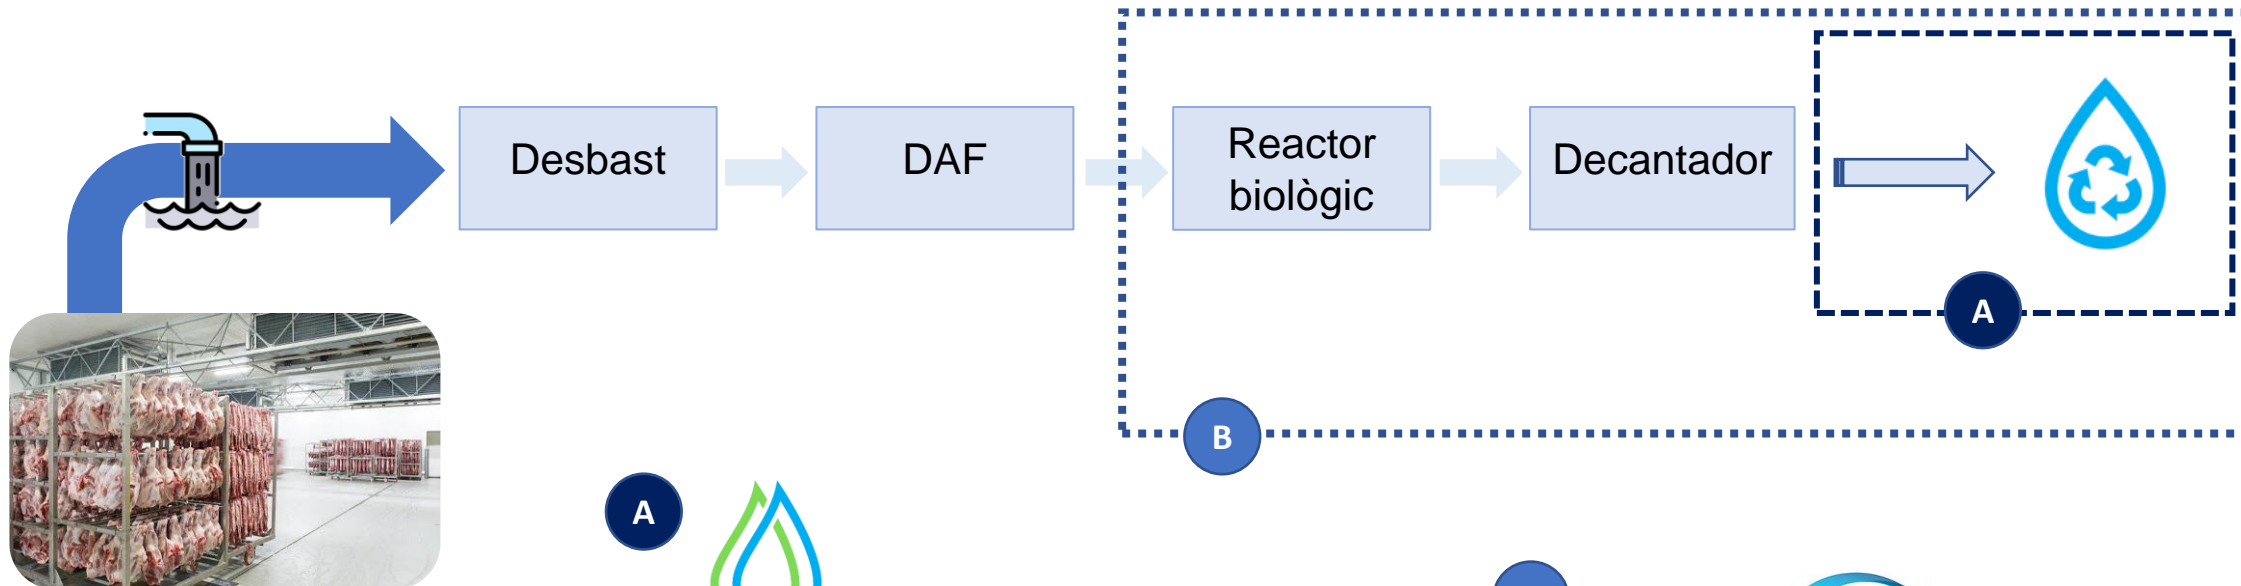 Desbast
DAF
Reactor
biològic
Decantador
A
B
A